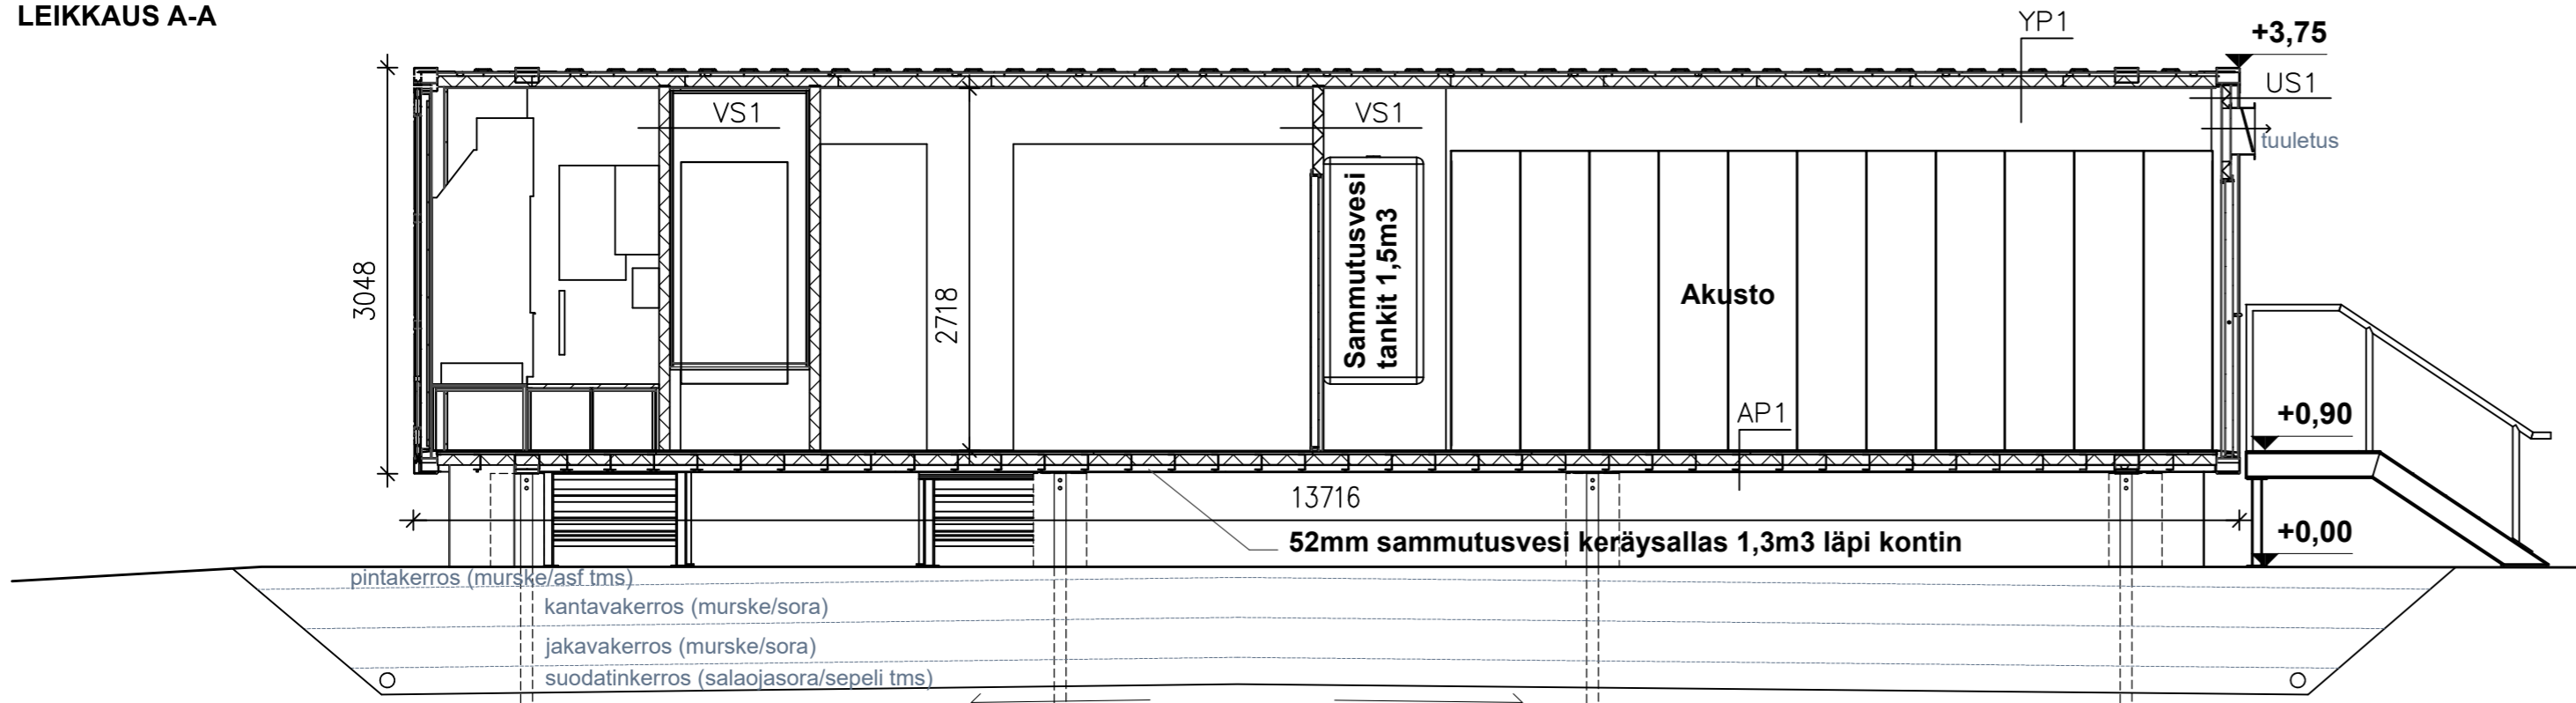 LEIKKAUS A-A
YP1
+3,75
US1
VS1
VS1
tuuletus
3048
2718
Sammutusvesi
tankit 1,5m3
Akusto
AP1
+0,90
13716
52mm sammutusvesi keräysallas 1,3m3 läpi kontin
+0,00
pintakerros (murske/asf tms)
kantavakerros (murske/sora)
jakavakerros (murske/sora)
suodatinkerros (salaojasora/sepeli tms)